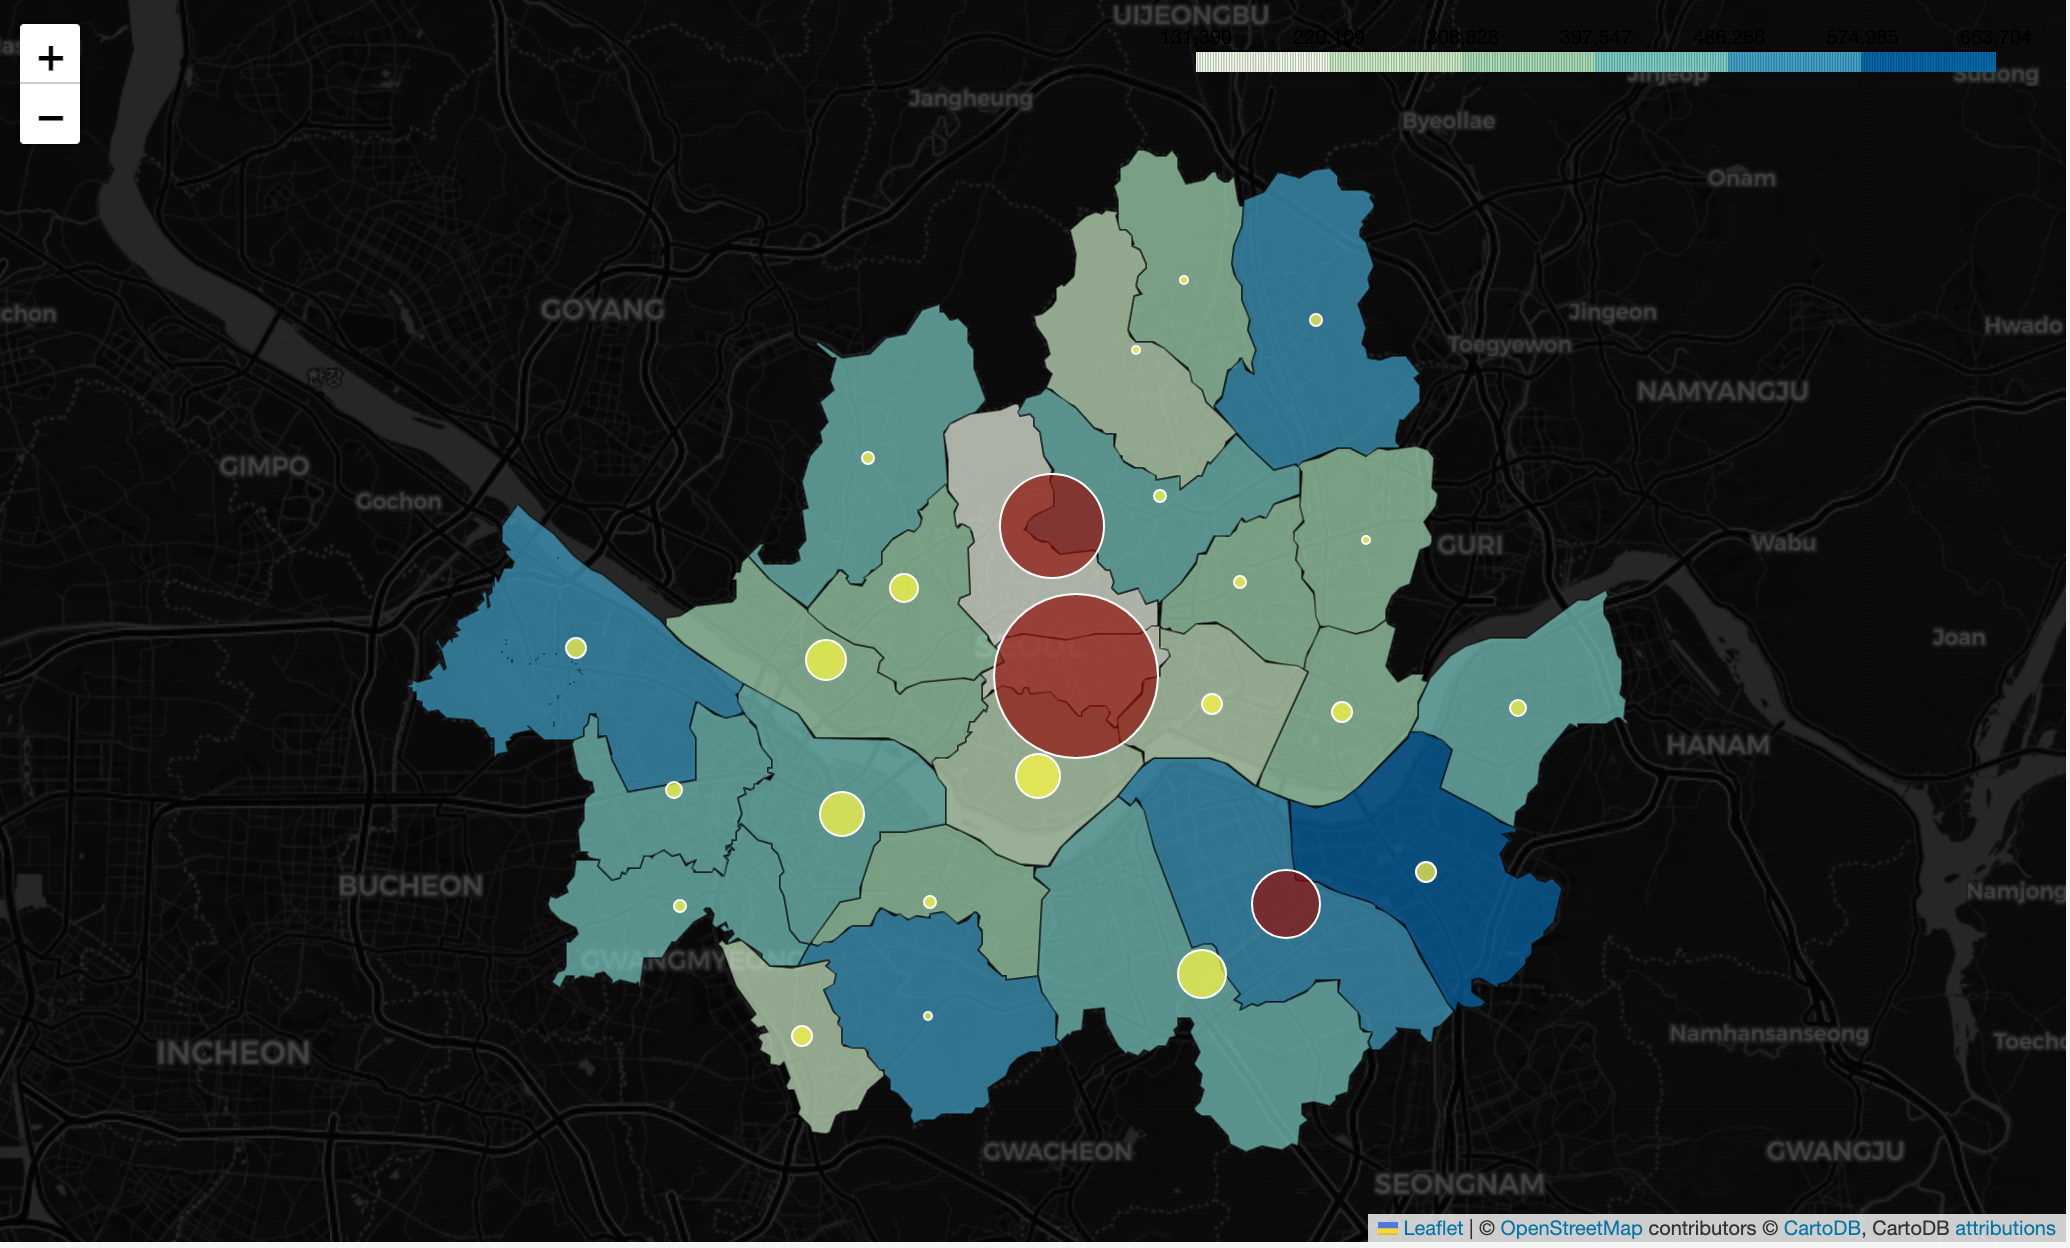 +
−
UIJEONGBU
131,390 220,109 308,828 397,547 486,266 574,985 663,704
Jinjeop
Sudong
Jangheung
Byeollae
Onam
GOYANG
chon
Jingeon
Hwado
Toegyewon
NAMYANGJU
GIMPO
Gochon
GURI
Wabu
SEOUL
Joan
HANAM
BUCHEON
Namjong
GWANGMYEONG
INCHEON
Namhansanseong
Toecho
GWACHEON
GWANGJU
SEONGNAM
Leaflet | © OpenStreetMap contributors © CartoDB, CartoDB attributions